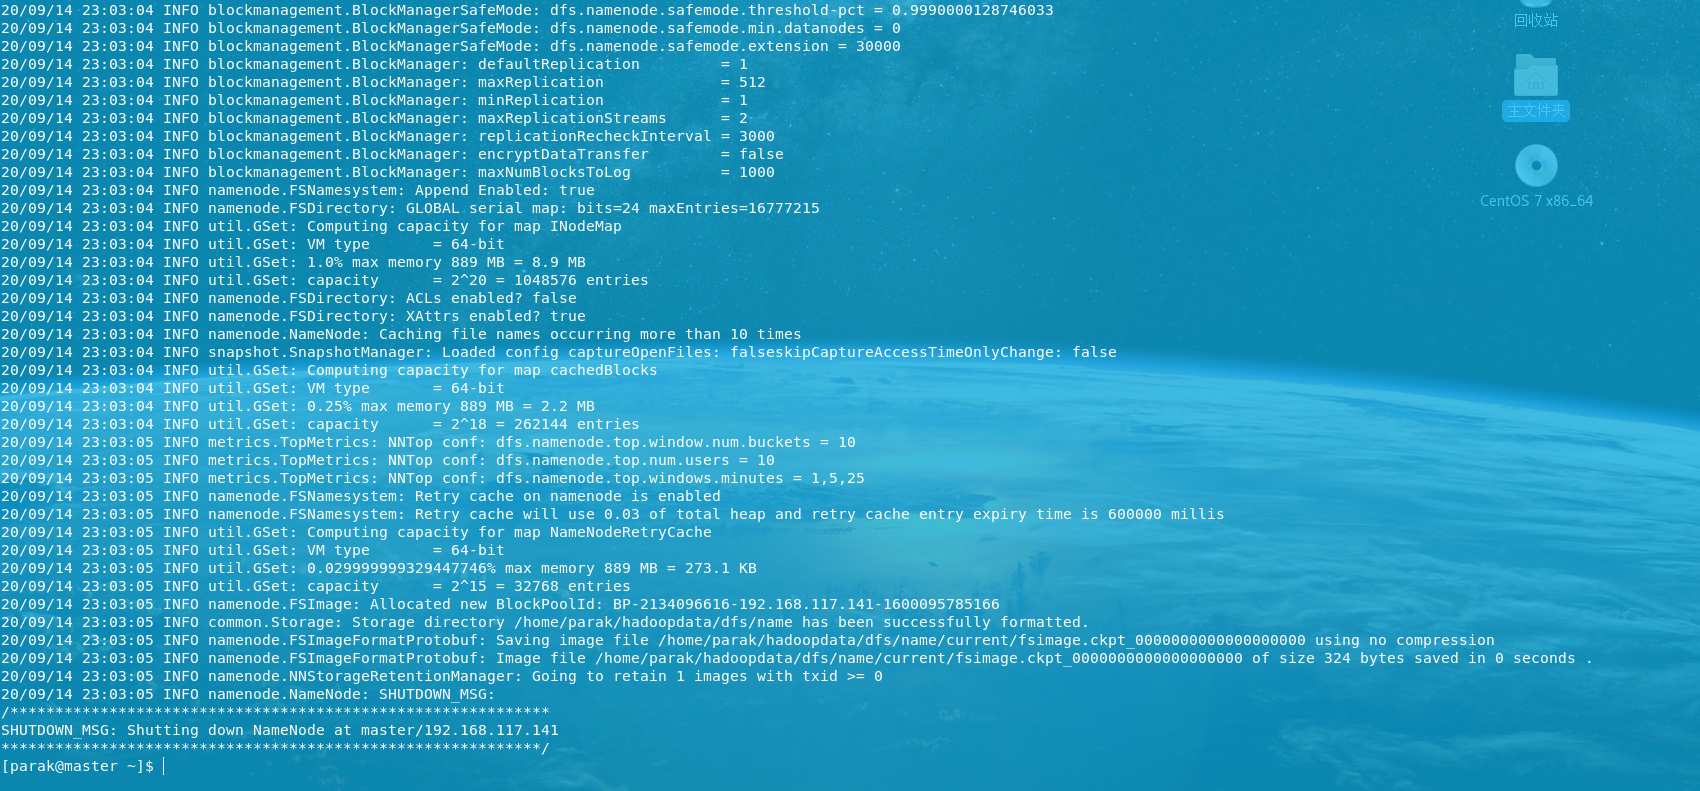 20/09/14 23:03:04 INFO blockmanagement.BlockManagerSafeMode: dfs.namenode.safemode.threshold-pct = 0.9990000128746033
20/09/14 23:03:04 INFO blockmanagement.BlockManagerSafeMode: dfs.namenode.safemode.min.datanodes = 0
20/09/14 23:03:04 INFO blockmanagement.BlockManagerSafeMode: dfs.namenode.safemode.extension = 30000
20/09/14 23:03:04 INFO blockmanagement.BlockManager: defaultReplication         = 1
20/09/14 23:03:04 INFO blockmanagement.BlockManager: maxReplication             = 512
20/09/14 23:03:04 INFO blockmanagement.BlockManager: minReplication             = 1
20/09/14 23:03:04 INFO blockmanagement.BlockManager: maxReplicationStreams      = 2
20/09/14 23:03:04 INFO blockmanagement.BlockManager: replicationRecheckInterval = 3000
20/09/14 23:03:04 INFO blockmanagement.BlockManager: encryptDataTransfer        = false
20/09/14 23:03:04 INFO blockmanagement.BlockManager: maxNumBlocksToLog          = 1000
20/09/14 23:03:04 INFO namenode.FSNamesystem: Append Enabled: true
20/09/14 23:03:04 INFO namenode.FSDirectory: GLOBAL serial map: bits=24 maxEntries=16777215
20/09/14 23:03:04 INFO util.GSet: Computing capacity for map INodeMap
20/09/14 23:03:04 INFO util.GSet: VM type       = 64-bit
20/09/14 23:03:04 INFO util.GSet: 1.0% max memory 889 MB = 8.9 MB
20/09/14 23:03:04 INFO util.GSet: capacity      = 2^20 = 1048576 entries
20/09/14 23:03:04 INFO namenode.FSDirectory: ACLs enabled? false
20/09/14 23:03:04 INFO namenode.FSDirectory: XAttrs enabled? true
20/09/14 23:03:04 INFO namenode.NameNode: Caching file names occurring more than 10 times
20/09/14 23:03:04 INFO snapshot.SnapshotManager: Loaded config captureOpenFiles: falseskipCaptureAccessTimeOnlyChange: false
20/09/14 23:03:04 INFO util.GSet: Computing capacity for map cachedBlocks
20/09/14 23:03:04 INFO util.GSet: VM type       = 64-bit
20/09/14 23:03:04 INFO util.GSet: 0.25% max memory 889 MB = 2.2 MB
20/09/14 23:03:04 INFO util.GSet: capacity      = 2^18 = 262144 entries
20/09/14 23:03:05 INFO metrics.TopMetrics: NNTop conf: dfs.namenode.top.window.num.buckets = 10
20/09/14 23:03:05 INFO metrics.TopMetrics: NNTop conf: dfs.namenode.top.num.users = 10
20/09/14 23:03:05 INFO metrics.TopMetrics: NNTop conf: dfs.namenode.top.windows.minutes = 1,5,25
20/09/14 23:03:05 INFO namenode.FSNamesystem: Retry cache on namenode is enabled
20/09/14 23:03:05 INFO namenode.FSNamesystem: Retry cache will use 0.03 of total heap and retry cache entry expiry time is 600000 millis
20/09/14 23:03:05 INFO util.GSet: Computing capacity for map NameNodeRetryCache
20/09/14 23:03:05 INFO util.GSet: VM type       = 64-bit
20/09/14 23:03:05 INFO util.GSet: 0.029999999329447746% max memory 889 MB = 273.1 KB
20/09/14 23:03:05 INFO util.GSet: capacity      = 2^15 = 32768 entries
20/09/14 23:03:05 INFO namenode.FSImage: Allocated new BlockPoolId: BP-2134096616-192.168.117.141-1600095785166
20/09/14 23:03:05 INFO common.Storage: Storage directory /home/parak/hadoopdata/dfs/name has been successfully formatted.
20/09/14 23:03:05 INFO namenode.FSImageFormatProtobuf: Saving image file /home/parak/hadoopdata/dfs/name/current/fsimage.ckpt_0000000000000000000 using no compression
20/09/14 23:03:05 INFO namenode.FSImageFormatProtobuf: Image file /home/parak/hadoopdata/dfs/name/current/fsimage.ckpt_0000000000000000000 of size 324 bytes saved in 0 seconds .
20/09/14 23:03:05 INFO namenode.NNStorageRetentionManager: Going to retain 1 images with txid >= 0
20/09/14 23:03:05 INFO namenode.NameNode: SHUTDOWN_MSG:
/************************************************************
SHUTDOWN_MSG: Shutting down NameNode at master/192.168.117.141
************************************************************/
[parak@master ~]$
回收站
主文件夹
CentOS 7 x86_64